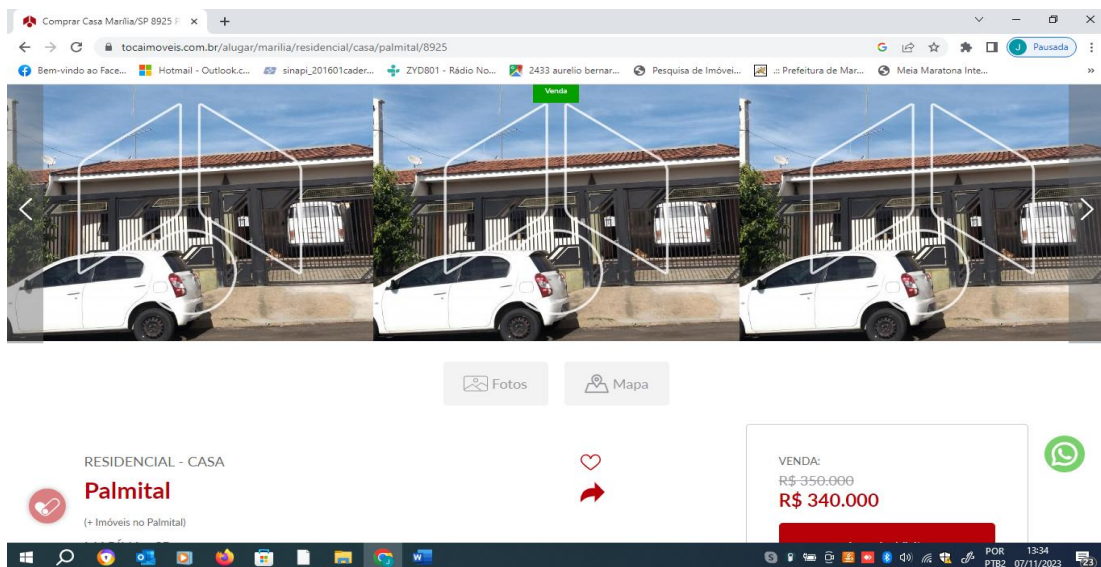 Comprar Casa Marília/SP 8925 P
tocaimoveis.com.br/alugar/marilia/residencial/casa/palmital/8925
Pausada
Bem-vindo ao Face...
Hotmail - Outlook.c...
sinapi_201601cader...
ZYD801 - Rádio No...
2433 aurelio bernar...
Pesquisa de Imóvei...
.:: Prefeitura de Mar...
Meia Maratona Inte...
Venda
Fotos
Mapa
RESIDENCIAL - CASA
Palmital
(+ Imóveis no Palmital)
VENDA:
R$ 350.000
R$ 340.000
POR
PTB2
13:34
07/11/2023